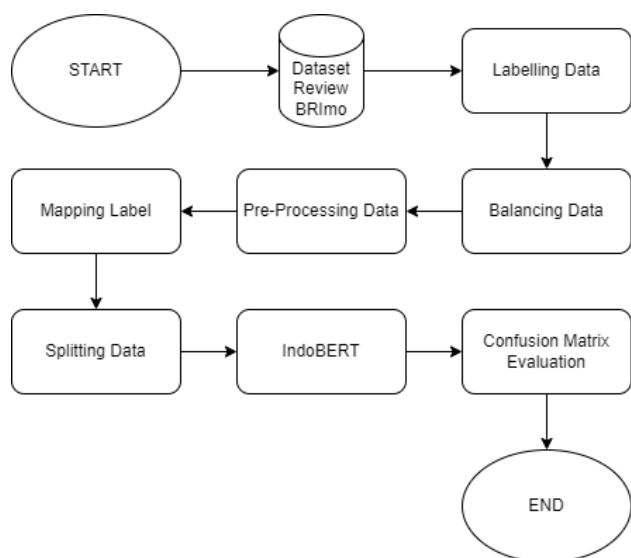 START
Dataset
Review
BRImo
Labelling Data
Balancing Data
Pre-Processing Data
Mapping Label
Splitting Data
IndoBERT
Confusion Matrix
Evaluation
END